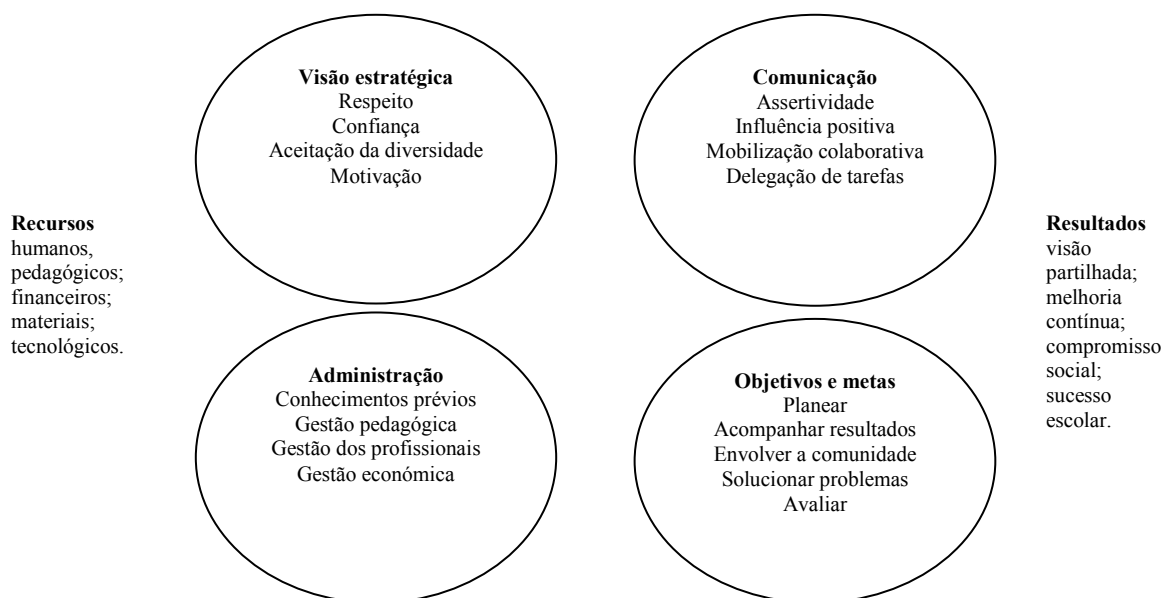 Visão estratégica
Respeito
Confiança
Aceitação da diversidade
Motivação
Comunicação
Assertividade
Influência positiva
Mobilização colaborativa
Delegação de tarefas
Recursos
humanos,
pedagógicos;
financeiros;
materiais;
tecnológicos.
Resultados
visão
partilhada;
melhoria
contínua;
compromisso
social;
sucesso
escolar.
Administração
Conhecimentos prévios
Gestão pedagógica
Gestão dos profissionais
Gestão económica
Objetivos e metas
Planear
Acompanhar resultados
Envolver a comunidade
Solucionar problemas
Avaliar